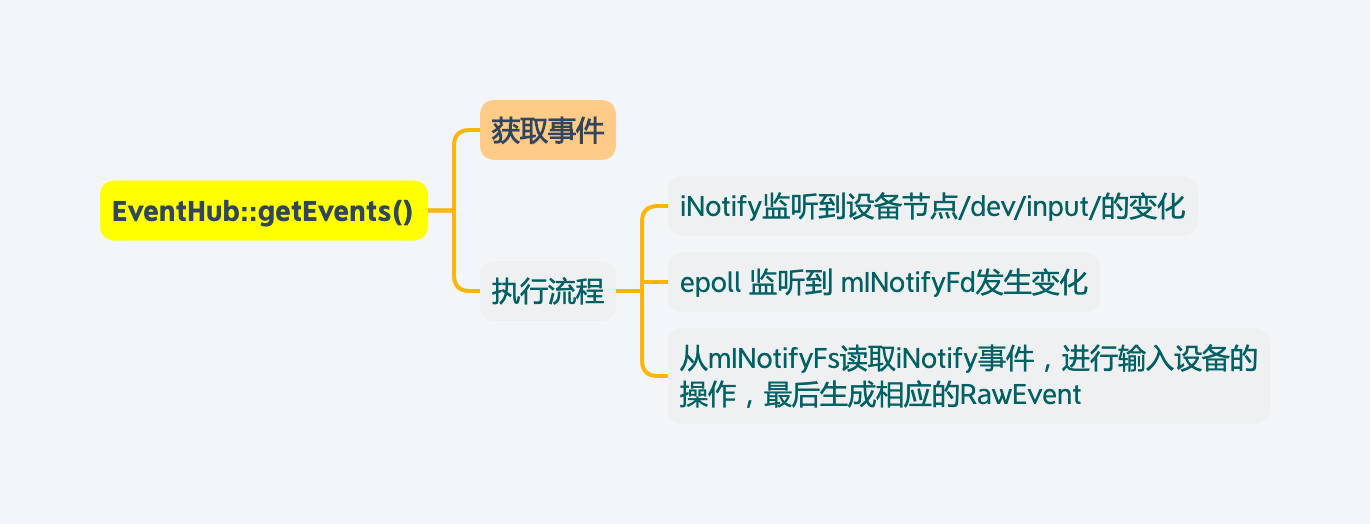 获取事件
EventHub::getEvents()
执行流程
iNotify监听到设备节点/dev/input/的变化
epoll 监听到 mINotifyFd发生变化
从mINotifyFs读取iNotify事件，进行输入设备的
操作，最后生成相应的RawEvent